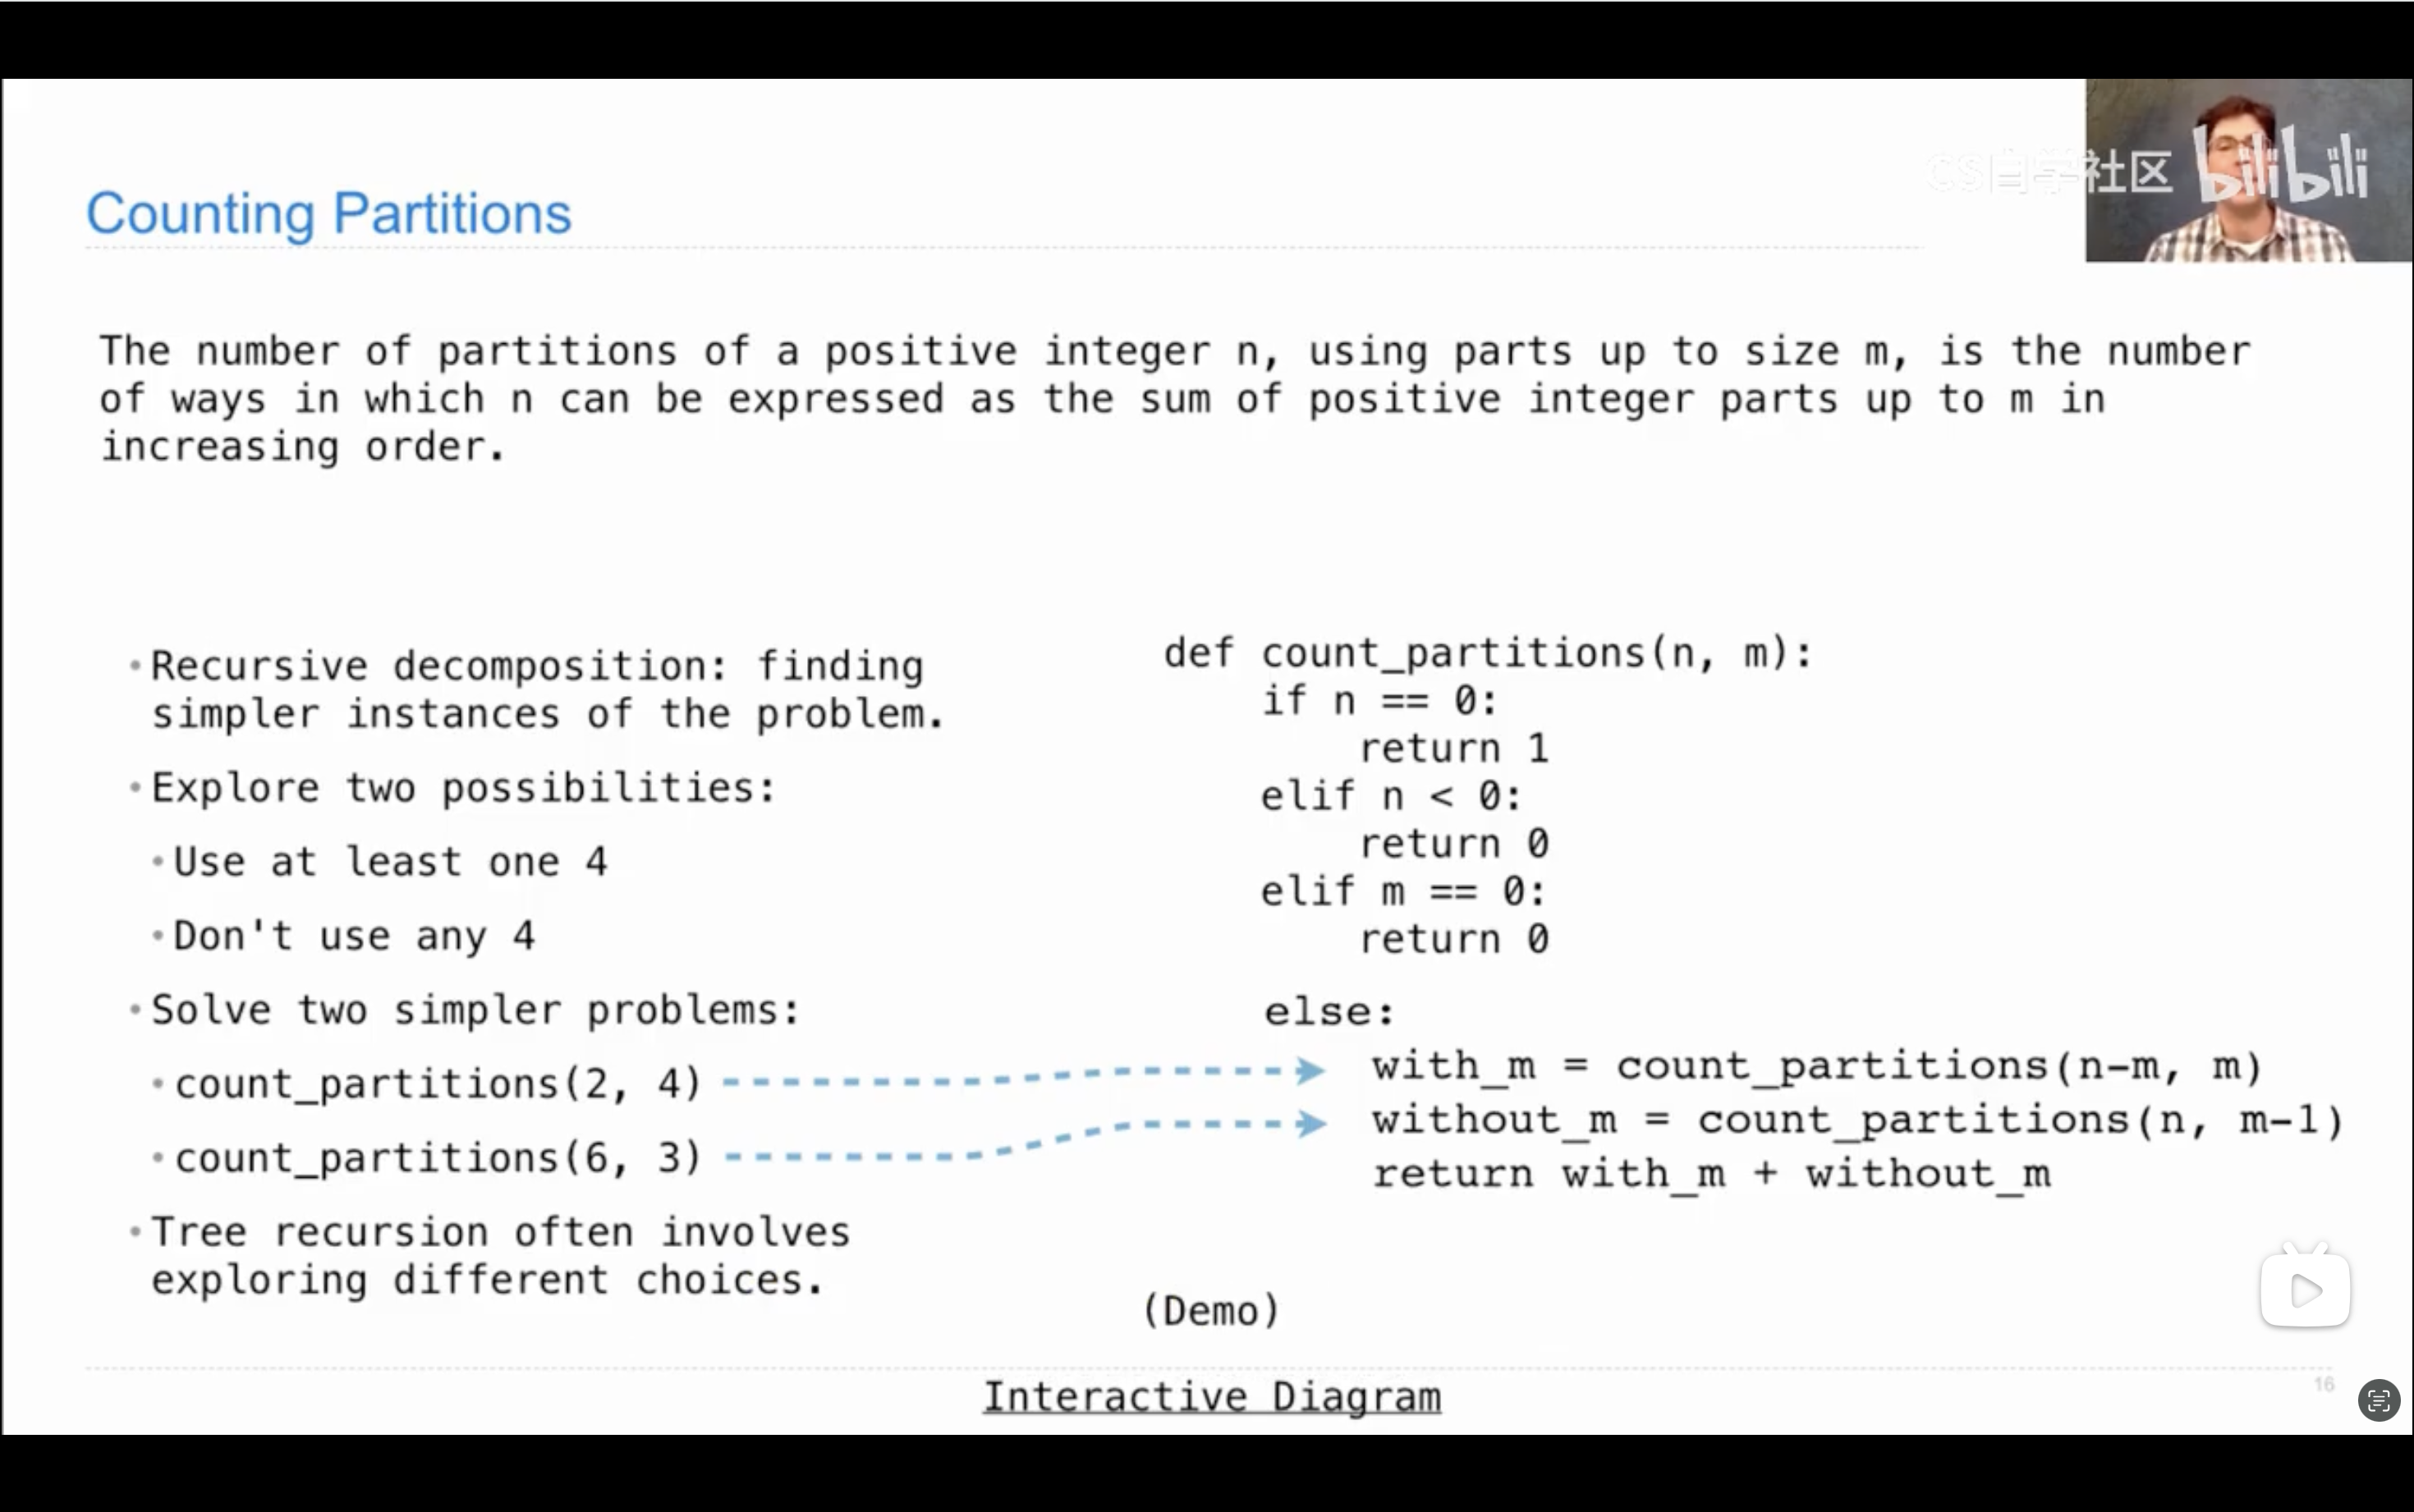 CS自学社区 bilibili
Counting Partitions
The number of partitions of a positive integer n, using parts up to size m, is the number
of ways in which n can be expressed as the sum of positive integer parts up to m in
increasing order.
•Recursive decomposition: finding
simpler instances of the problem.
•Explore two possibilities:
•Use at least one 4
•Don't use any 4
•Solve two simpler problems:
•count_partitions(2, 4)
•count_partitions(6, 3)
•Tree recursion often involves
exploring different choices.
def count_partitions(n, m):
if n == 0:
return 1
elif n < 0:
return 0
elif m == 0:
return 0
else:
with_m = count_partitions(n-m, m)
without_m = count_partitions(n, m-1)
return with_m + without_m
(Demo)
Interactive Diagram
16